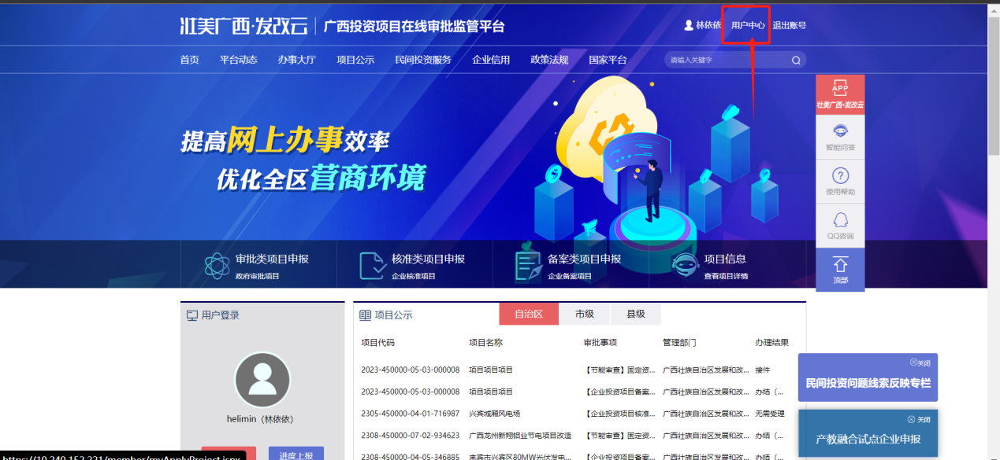 壮美广西·发改云 广西投资项目在线审批监管平台
林依依 用户中心 退出账号
首页 平台动态 办事大厅 项目公示 民间投资服务 企业信用 政策法规 国家平台 请输入关键字
提高网上办事效率
优化全区营商环境
APP
壮美广西·发改云
智能问答
使用帮助
QQ咨询
顶部
审批类项目申报 核准类项目申报 备案类项目申报 项目信息
政府审批项目 企业核准项目 企业备案项目 查看项目详情
用户登录
helimin（林依依）
进度上报
项目公示 自治区 市级 县级
项目代码 项目名称 审批事项 管理部门 办理结果
2023-450000-05-03-000008 项目项目项目 【节能审查】固定资... 广西壮族自治区发展和改... 接件
2023-450000-05-03-000008 项目项目项目 【企业投资项目备案... 广西壮族自治区发展和改... 办结（...
2305-450000-04-01-716987 兴宾城厢风电场 【企业投资项目核准... 广西壮族自治区发展和改... 无需受理
2308-450000-07-02-934623 广西龙州新翔铝业节电项目改造 【节能审查】固定资... 广西壮族自治区发展和改... 办结（...
2308-450000-04-05-346885 来宾市兴宾区80MW光伏发电... 【企业投资项目备案... 广西壮族自治区发展和改... 办结（...
关闭
民间投资问题线索反映专栏
关闭
产教融合试点企业申报
https://10.240.152.221/member/myApplyProject.jspx